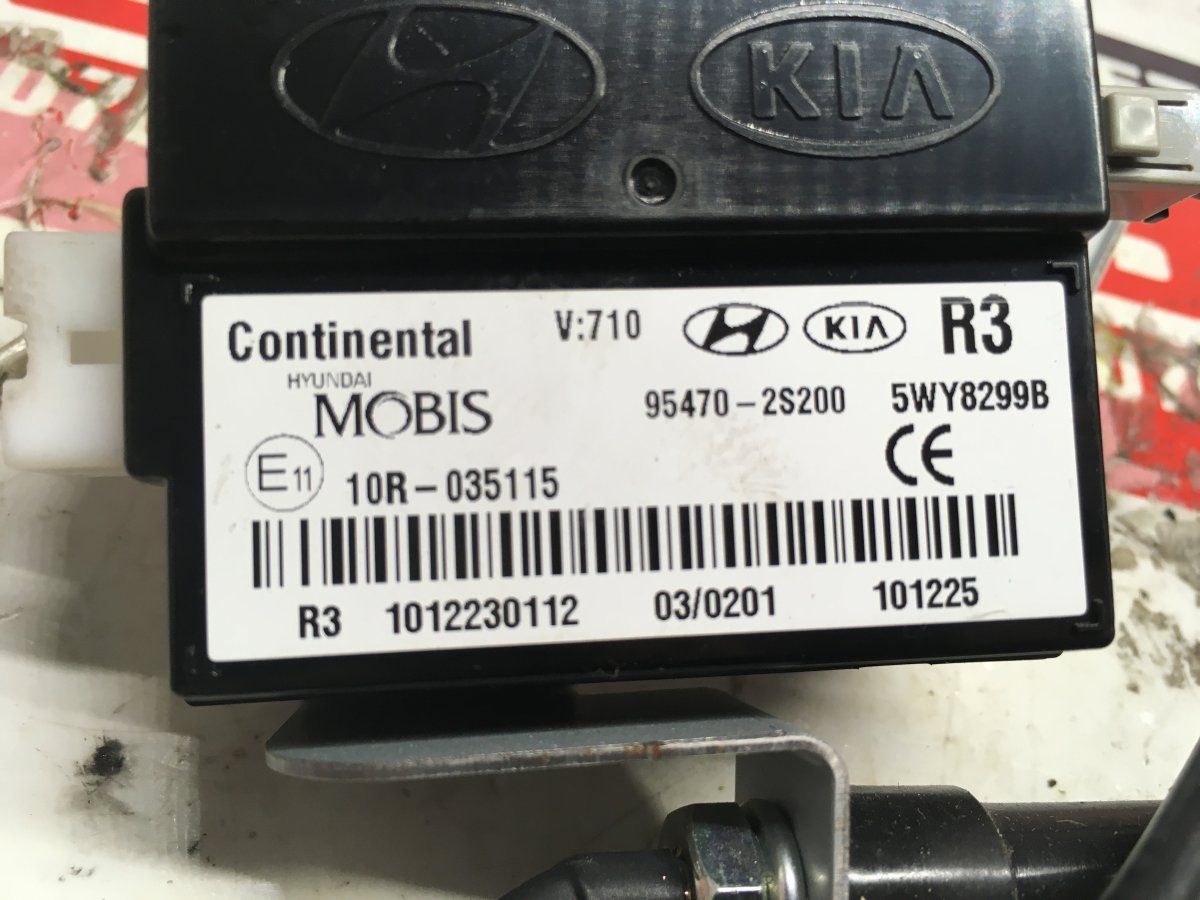 KIA
Continental V:710 KIA R3
HYUNDAI
MOBIS 95470-2S200 5WY8299B
E11 10R-035115 CE
R3 1012230112 03/0201 101225